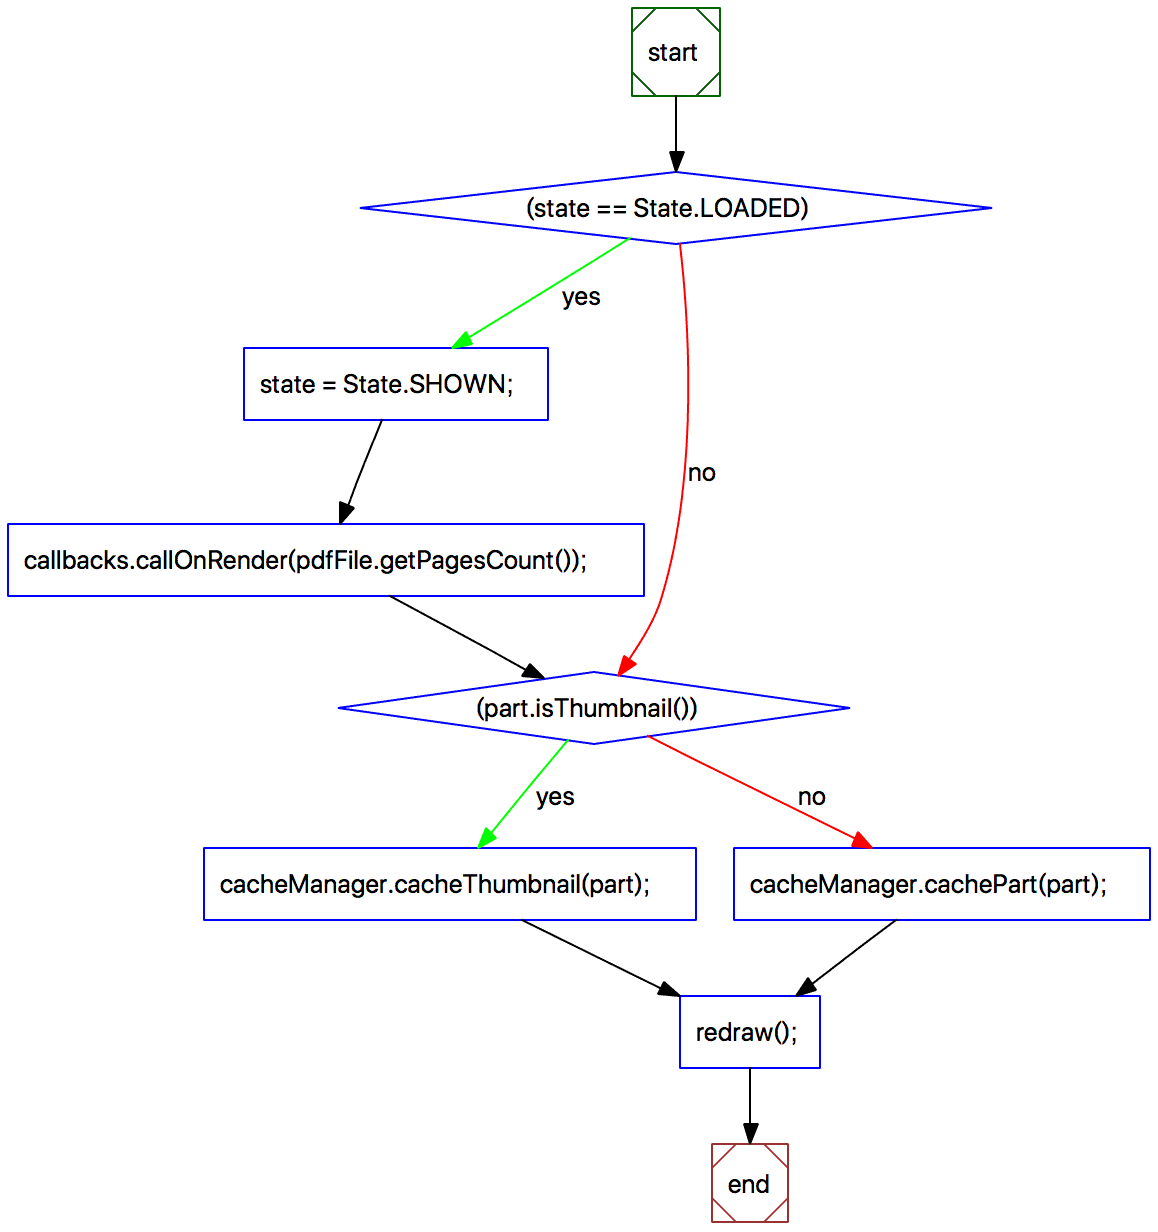 start
(state == State.LOADED)
yes
state = State.SHOWN;
no
callbacks.callOnRender(pdfFile.getPagesCount());
(part.isThumbnail())
yes
no
cacheManager.cacheThumbnail(part);
cacheManager.cachePart(part);
redraw();
end